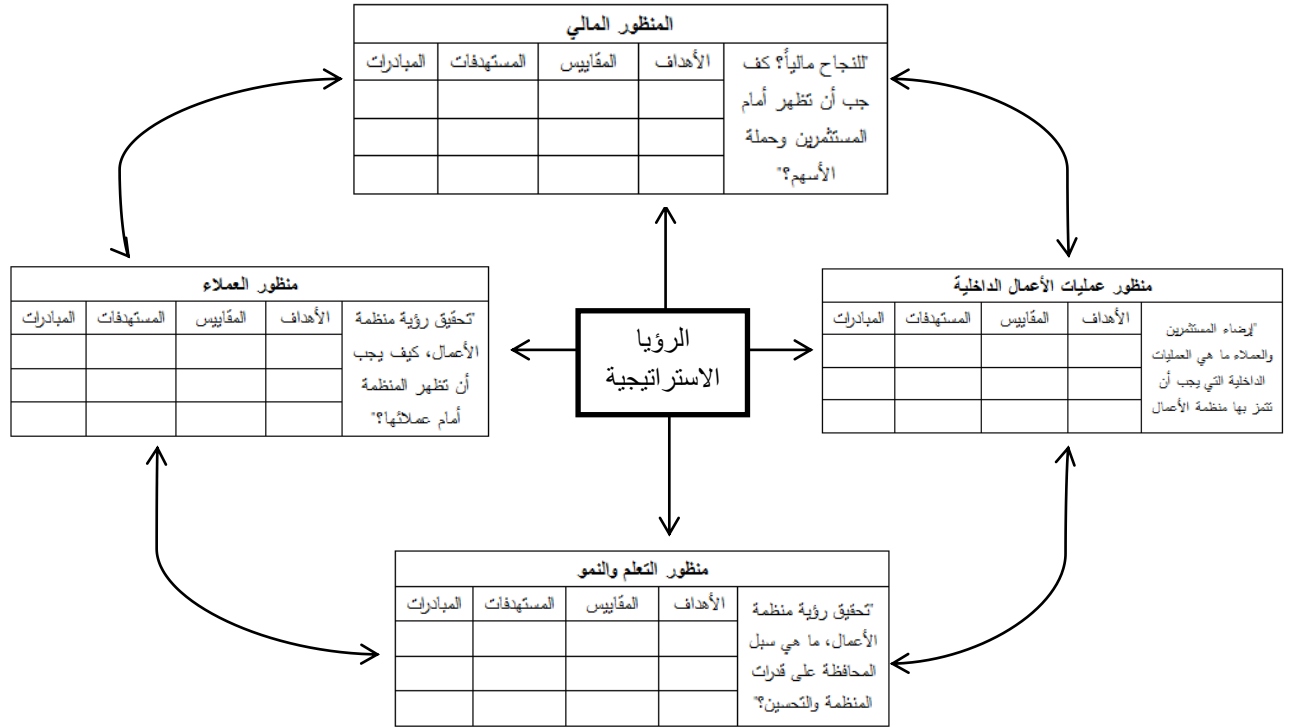 المنظور المالي
"للنجاح مالياً؟ كف
جب أن تظهر أمام
المستثمرين وحملة
الأسهم؟"
الأهداف
المقاييس
المستهدفات
المبادرات
منظور عمليات الأعمال الداخلية
"إرضاء المستثمرين
والعملاء ما هي العمليات
الداخلية التي يجب أن
تتمز بها منظمة الأعمال
الأهداف
المقاييس
المستهدفات
المبادرات
الرؤيا
الاستراتيجية
منظور العملاء
"تحقيق رؤية منظمة
الأعمال، كيف يجب
أن تظهر المنظمة
أمام عملائها؟"
الأهداف
المقاييس
المستهدفات
المبادرات
منظور التعلم والنمو
"تحقيق رؤية منظمة
الأعمال، ما هي سبل
المحافظة على قدرات
المنظمة والتحسين؟"
الأهداف
المقاييس
المستهدفات
المبادرات